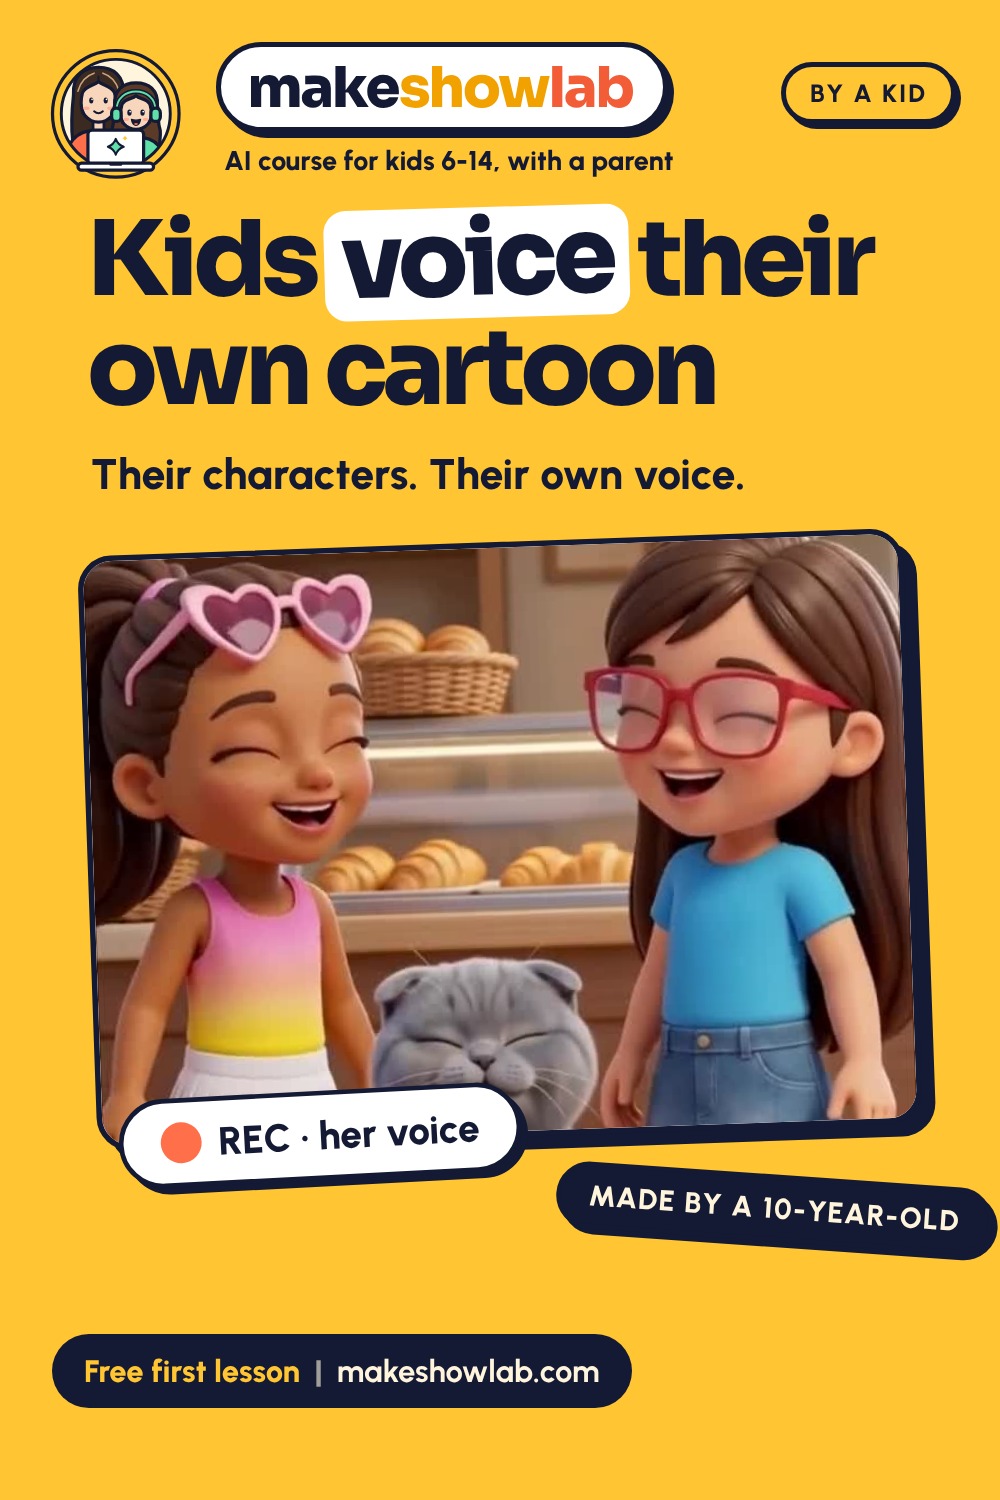 makeshowlab
BY A KID
AI course for kids 6-14, with a parent
Kids voice their
own cartoon
Their characters. Their own voice.
REC · her voice
MADE BY A 10-YEAR-OLD
Free first lesson | makeshowlab.com